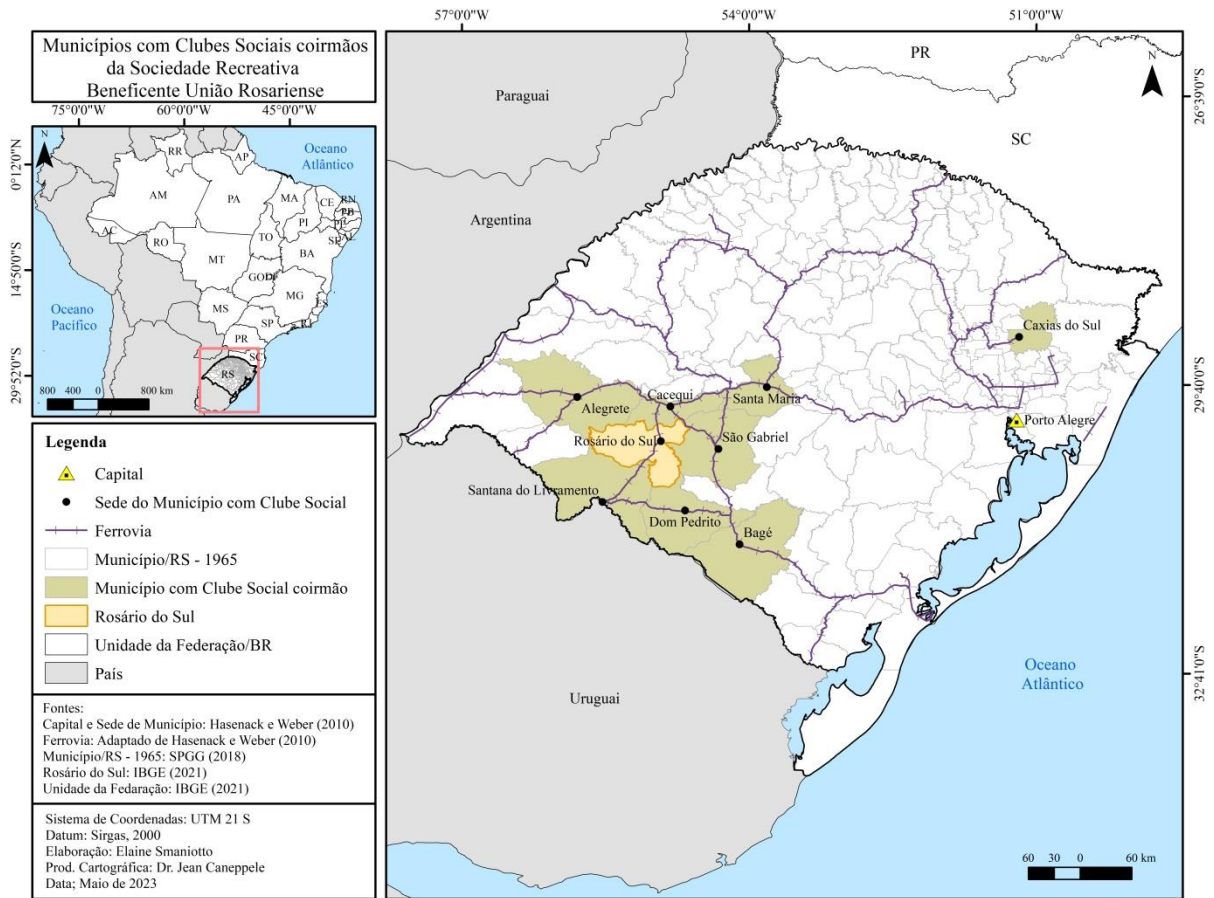 Municípios com Clubes Sociais coirmãos
da Sociedade Recreativa
Beneficente União Rosariense
75°0'0"W
60°0'0"W
45°0'0"W
0°12'0"N
14°50'0"S
29°52'0"S
N
Oceano
Atlântico
RR
AP
AM
PA
MA
CE
RN
PB
PI
AC
RO
TO
AL
SE
BA
MT
GO
DF
MG
ES
MS
SP
RJ
PR
SC
RS
Oceano
Pacífico
800 400 0 800 km
Legenda
Capital
Sede do Município com Clube Social
Ferrovia
Município/RS - 1965
Município com Clube Social coirmão
Rosário do Sul
Unidade da Federação/BR
País
Fontes:
Capital e Sede de Município: Hasenack e Weber (2010)
Ferrovia: Adaptado de Hasenack e Weber (2010)
Município/RS - 1965: SPGG (2018)
Rosário do Sul: IBGE (2021)
Unidade da Fedaração: IBGE (2021)
Sistema de Coordenadas: UTM 21 S
Datum: Sirgas, 2000
Elaboração: Elaine Smaniotto
Prod. Cartográfica: Dr. Jean Caneppele
Data; Maio de 2023
57°0'0"W
54°0'0"W
51°0'0"W
26°39'0"S
29°40'0"S
32°41'0"S
N
PR
Paraguai
SC
Argentina
Caxias do Sul
Cacequi
Santa Maria
Alegrete
Porto Alegre
Rosário do Sul
São Gabriel
Santana do Livramento
Dom Pedrito
Bagé
Oceano
Atlântico
Uruguai
60 30 0 60 km